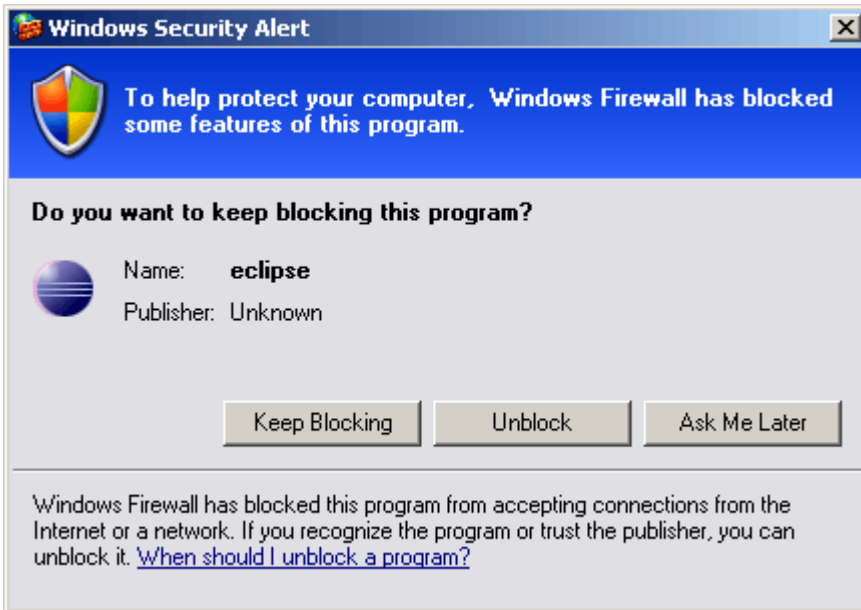 Windows Security Alert
To help protect your computer, Windows Firewall has blocked
some features of this program.
Do you want to keep blocking this program?
Name: eclipse
Publisher: Unknown
Keep Blocking Unblock Ask Me Later
Windows Firewall has blocked this program from accepting connections from the
Internet or a network. If you recognize the program or trust the publisher, you can
unblock it. When should I unblock a program?